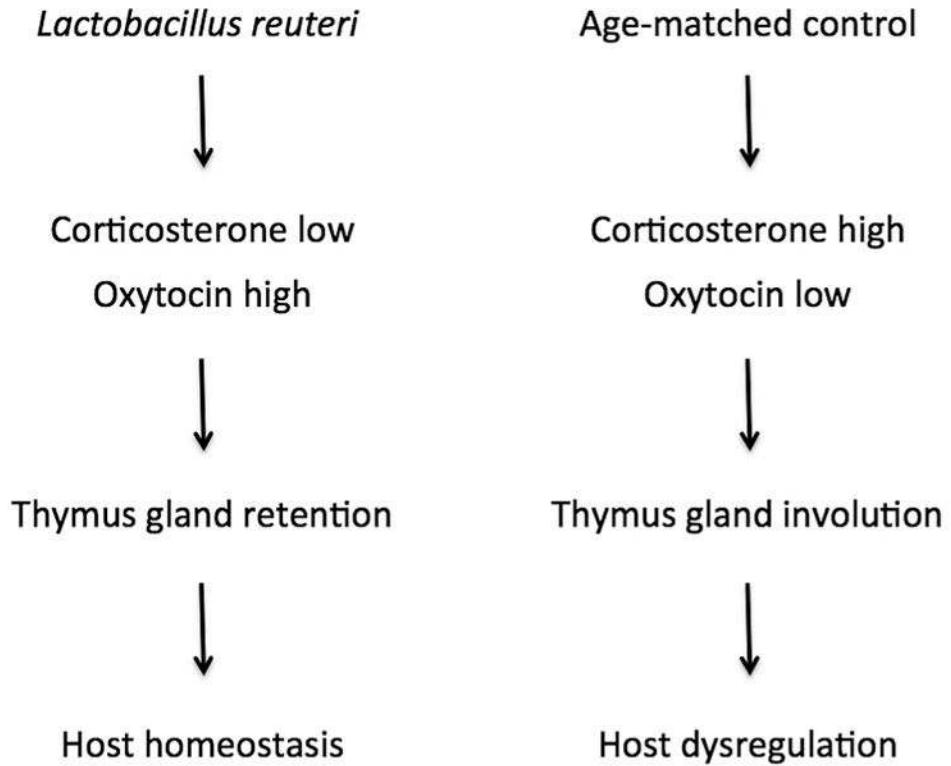 Lactobacillus reuteri
Corticosterone low
Oxytocin high
Thymus gland retention
Host homeostasis
Age-matched control
Corticosterone high
Oxytocin low
Thymus gland involution
Host dysregulation